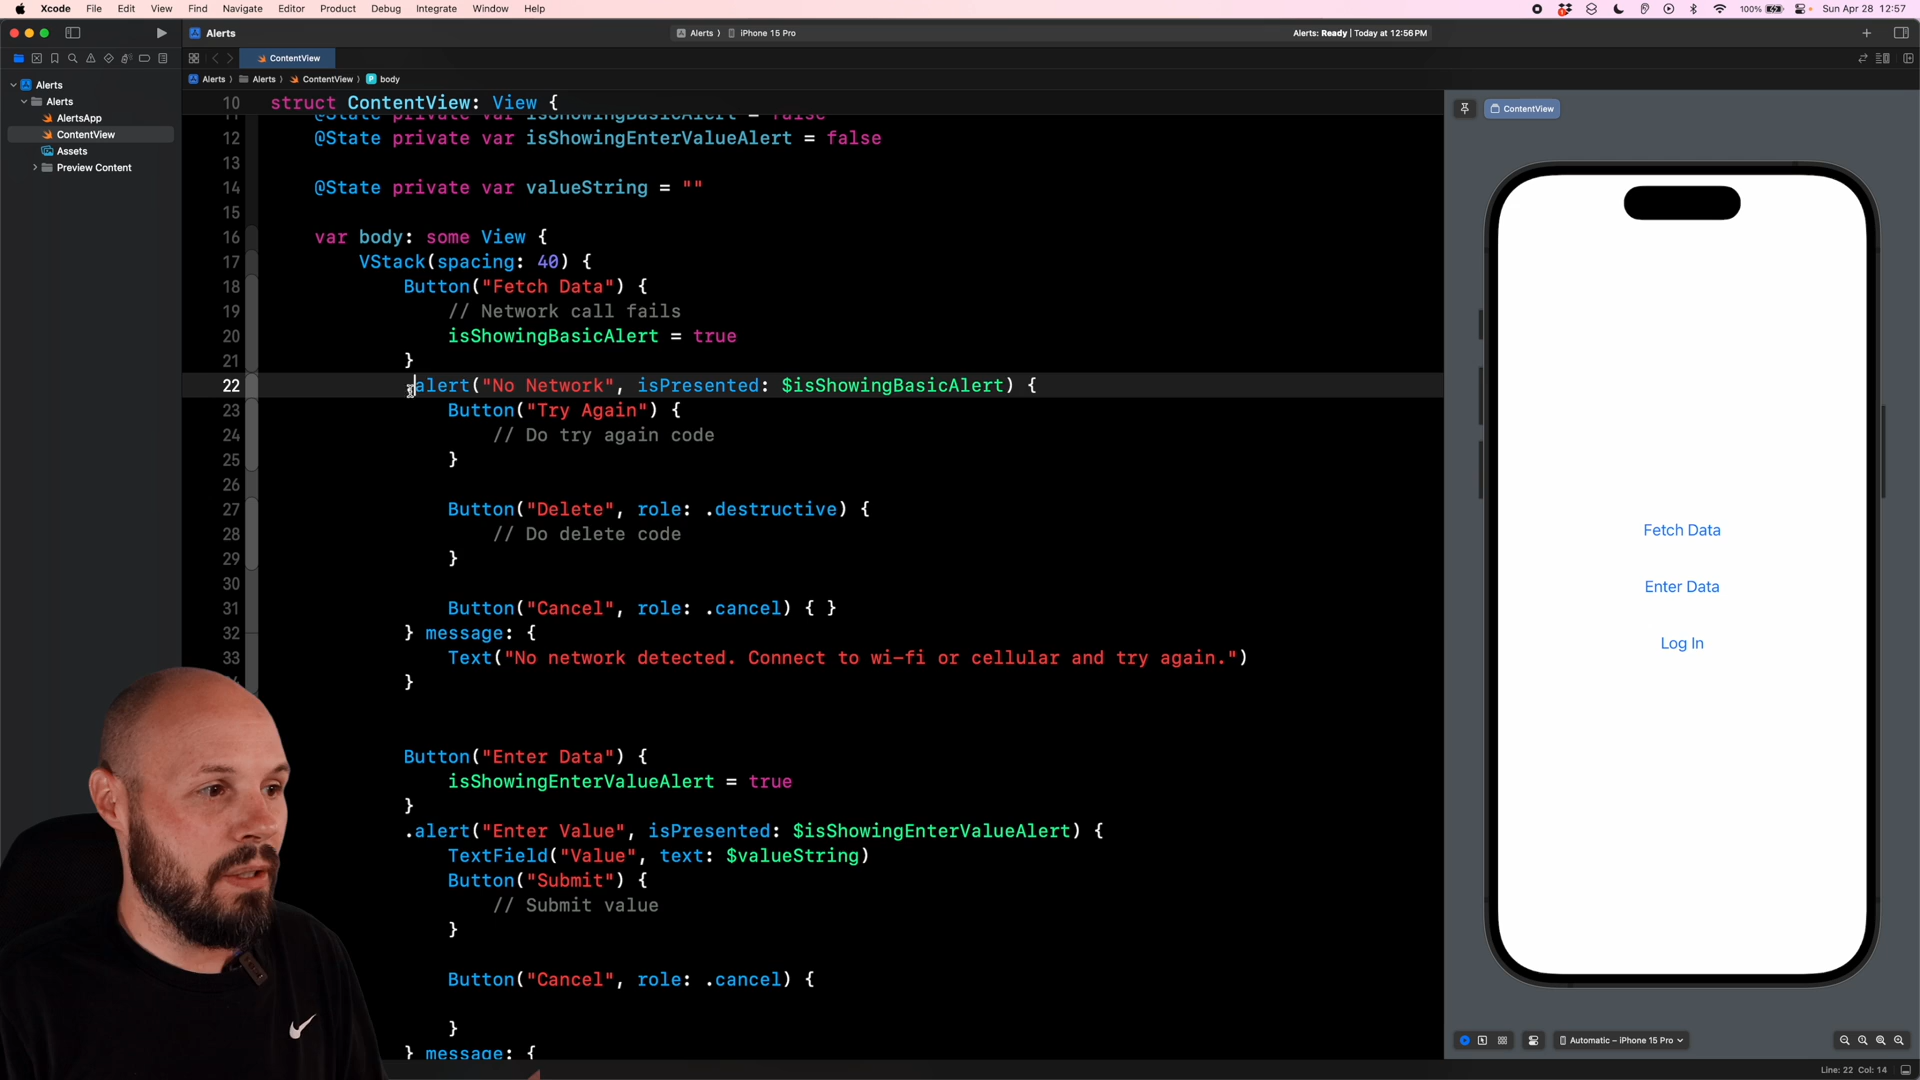 Xcode File Edit View Find Navigate Editor Product Debug Integrate Window Help 100% Sun Apr 28 12:57
Alerts Alerts 〉 iPhone 15 Pro Alerts: Ready | Today at 12:56 PM
ContentView
Alerts 〉 Alerts 〉 ContentView 〉 P body
Alerts
Alerts
AlertsApp
ContentView
Assets
Preview Content
10 struct ContentView: View {
11 @State private var isShowingBasicAlert = false
12 @State private var isShowingEnterValueAlert = false
13
14 @State private var valueString = ""
15
16 var body: some View {
17 VStack(spacing: 40) {
18 Button("Fetch Data") {
19 // Network call fails
20 isShowingBasicAlert = true
21 }
22 .alert("No Network", isPresented: $isShowingBasicAlert) {
23 Button("Try Again") {
24 // Do try again code
25 }
26
27 Button("Delete", role: .destructive) {
28 // Do delete code
29 }
30
31 Button("Cancel", role: .cancel) { }
32 } message: {
33 Text("No network detected. Connect to wi-fi or cellular and try again.")
}
Button("Enter Data") {
isShowingEnterValueAlert = true
}
.alert("Enter Value", isPresented: $isShowingEnterValueAlert) {
TextField("Value", text: $valueString)
Button("Submit") {
// Submit value
}
Button("Cancel", role: .cancel) {
}
} message: {
ContentView
Fetch Data
Enter Data
Log In
Automatic – iPhone 15 Pro
Line: 22 Col: 14